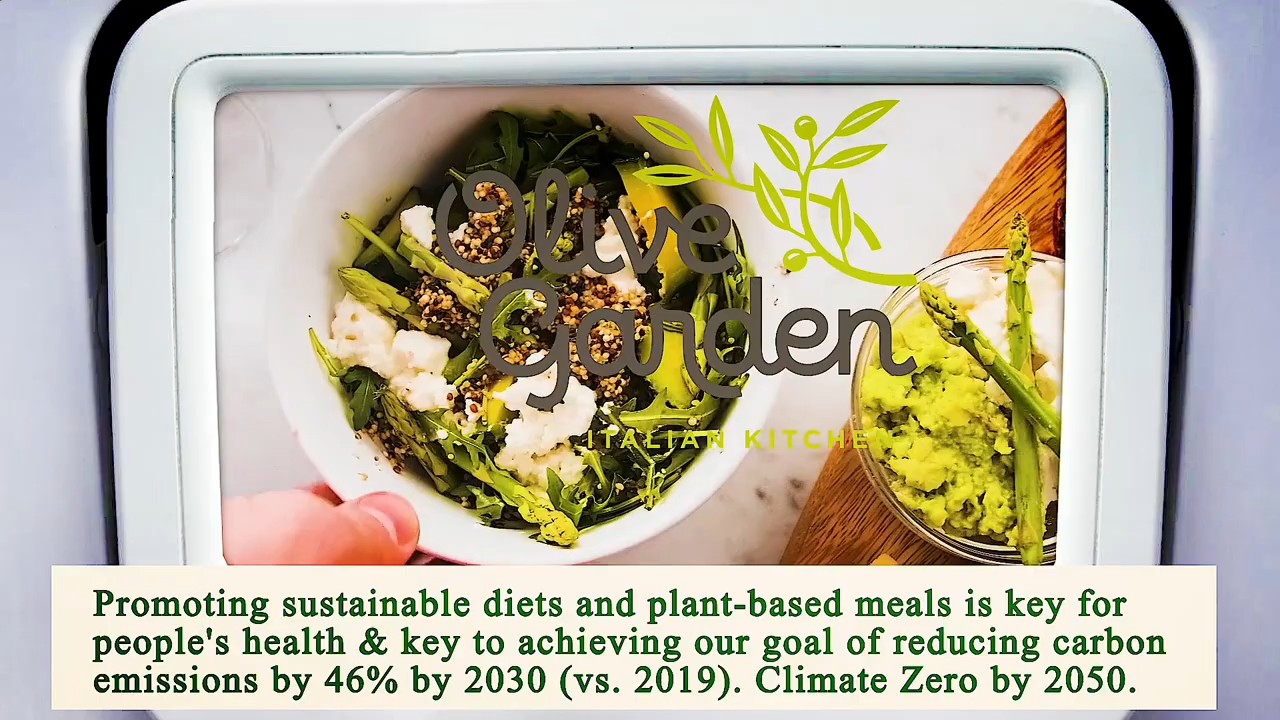 Olive
Garden
ITALIAN KITCHEN
Promoting sustainable diets and plant-based meals is key for
people's health & key to achieving our goal of reducing carbon
emissions by 46% by 2030 (vs. 2019). Climate Zero by 2050.